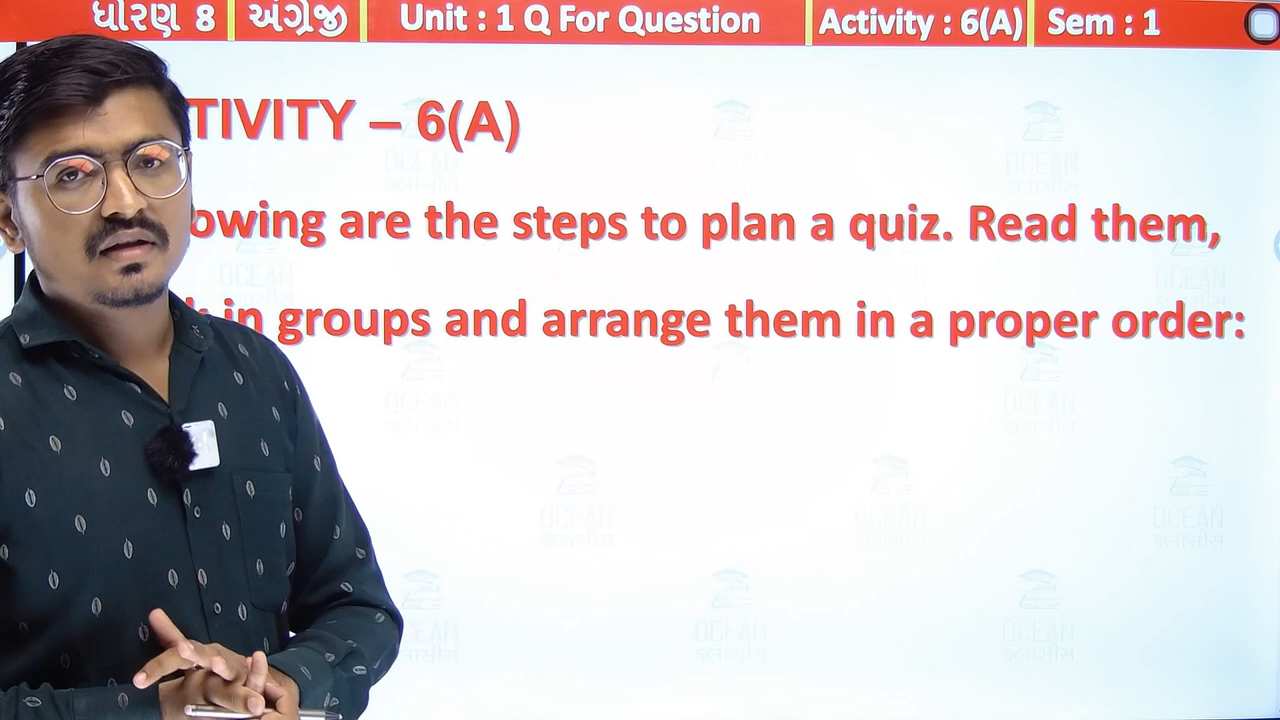 ધોરણ 8 અંગ્રેજી Unit : 1 Q For Question Activity : 6(A) Sem : 1
TIVITY – 6(A)
owing are the steps to plan a quiz. Read them,
in groups and arrange them in a proper order:
OCEAN
ક્લાસીસ